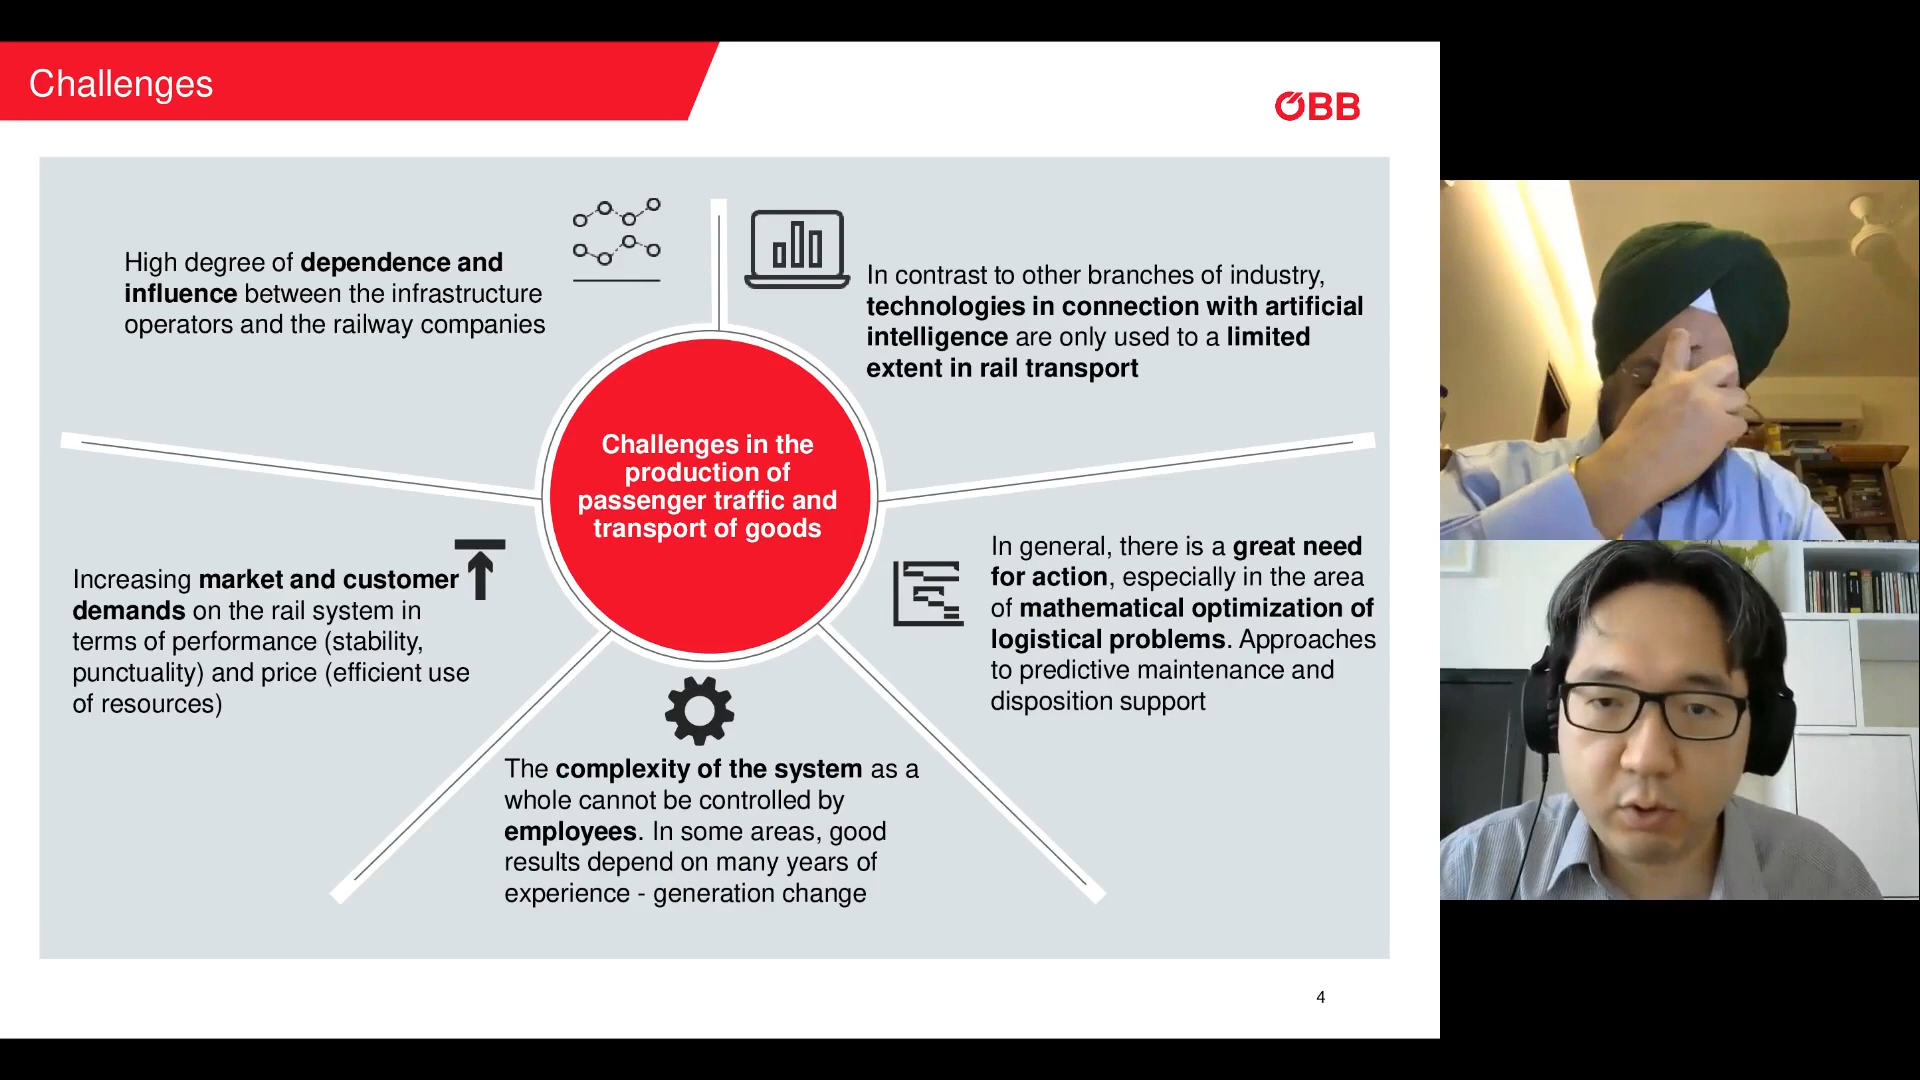 Challenges
ÖBB
High degree of dependence and
influence between the infrastructure
operators and the railway companies
In contrast to other branches of industry,
technologies in connection with artificial
intelligence are only used to a limited
extent in rail transport
Challenges in the
production of
passenger traffic and
transport of goods
Increasing market and customer
demands on the rail system in
terms of performance (stability,
punctuality) and price (efficient use
of resources)
In general, there is a great need
for action, especially in the area
of mathematical optimization of
logistical problems. Approaches
to predictive maintenance and
disposition support
The complexity of the system as a
whole cannot be controlled by
employees. In some areas, good
results depend on many years of
experience - generation change
4